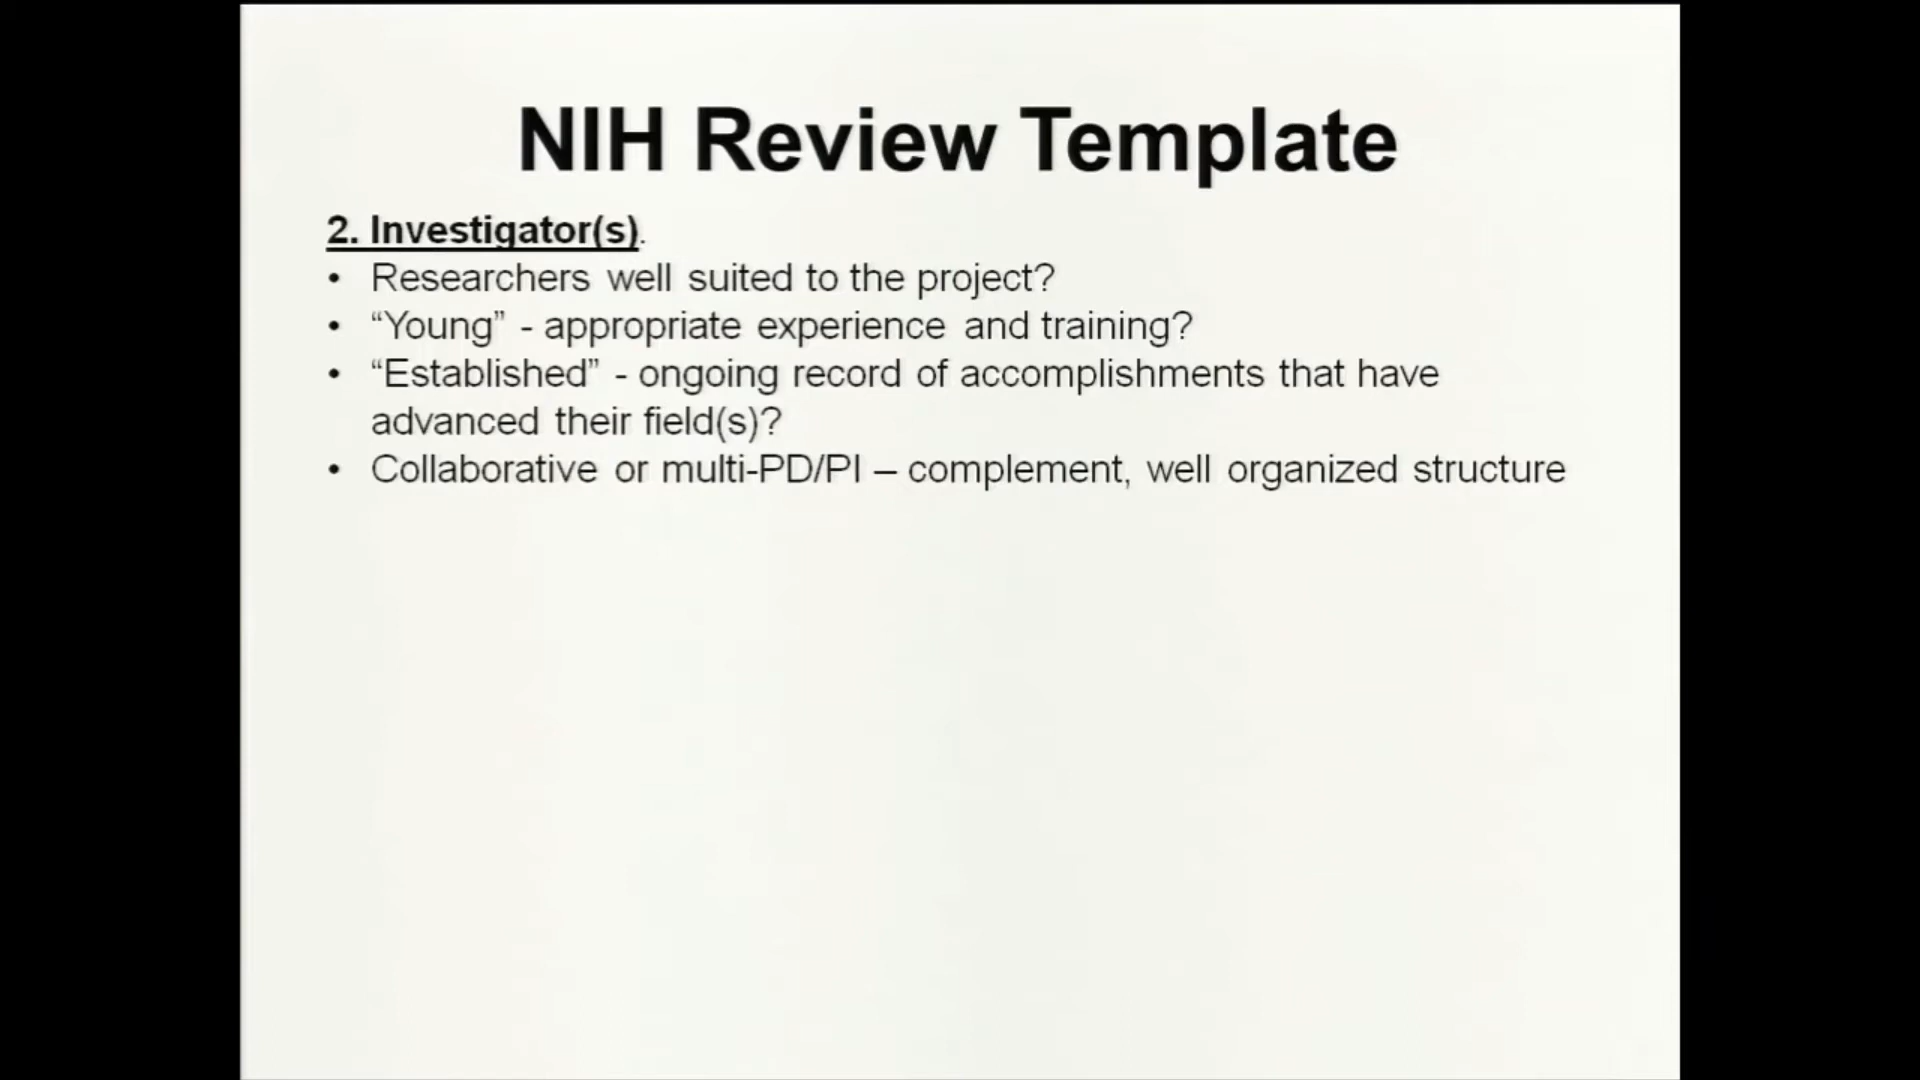 NIH Review Template
2. Investigator(s).
• Researchers well suited to the project?
• “Young” - appropriate experience and training?
• “Established” - ongoing record of accomplishments that have
advanced their field(s)?
• Collaborative or multi-PD/PI – complement, well organized structure